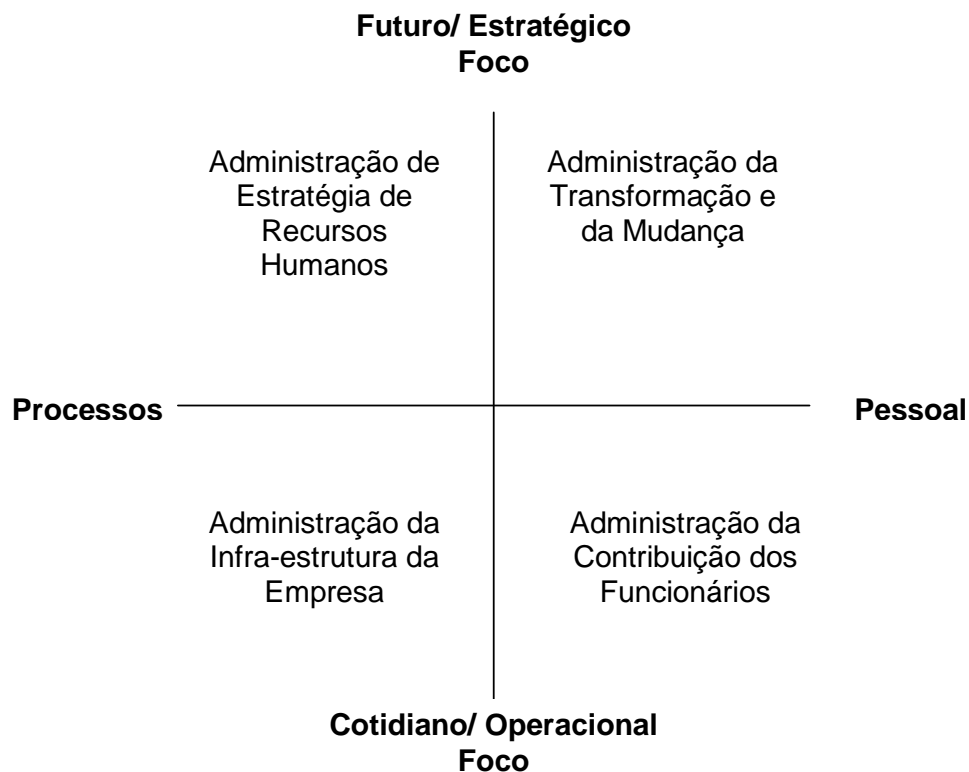 Futuro/ Estratégico
Foco
Administração de
Estratégia de
Recursos
Humanos
Administração da
Transformação e
da Mudança
Processos
Pessoal
Administração da
Infra-estrutura da
Empresa
Administração da
Contribuição dos
Funcionários
Cotidiano/ Operacional
Foco